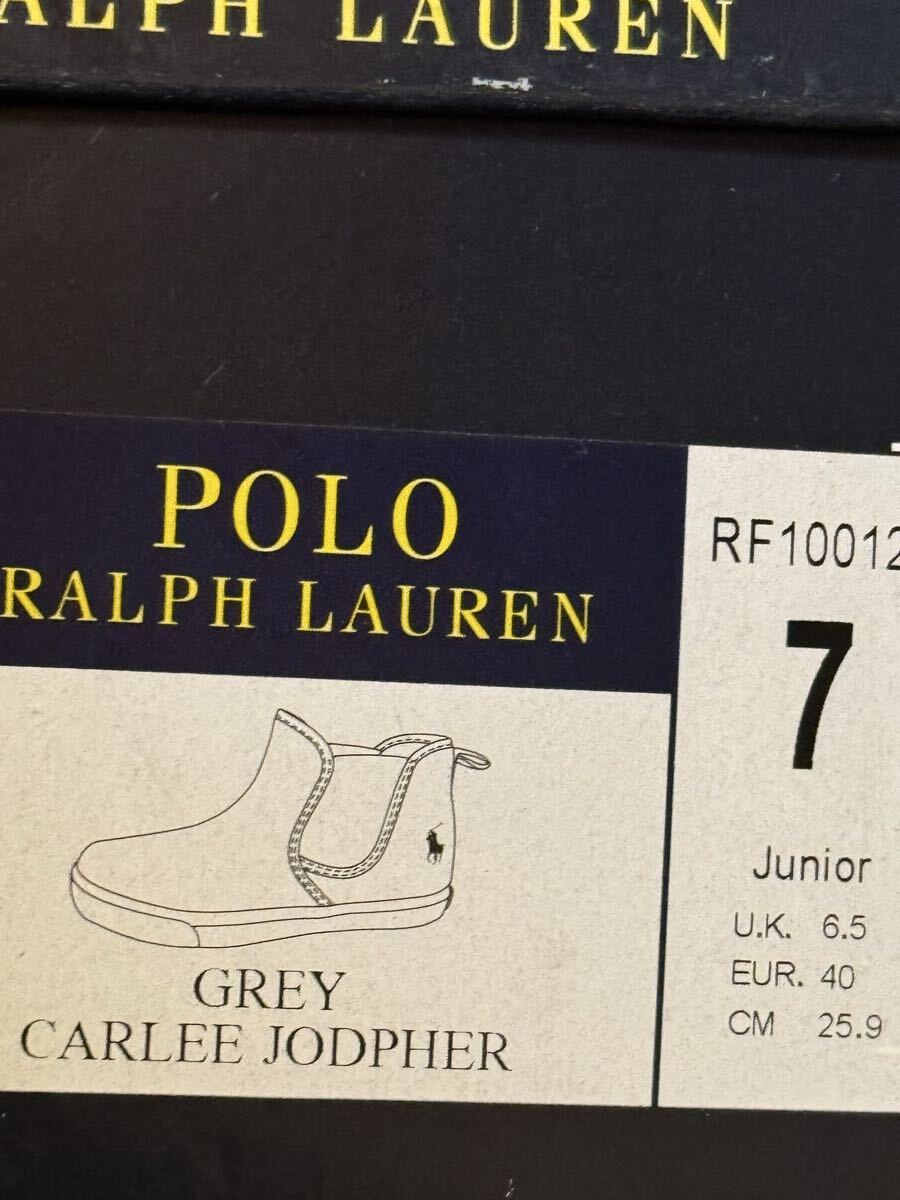 RALPH LAUREN
POLO
RALPH LAUREN
GREY
CARLEE JODPHER
RF10012
7
Junior
U.K. 6.5
EUR. 40
CM 25.9